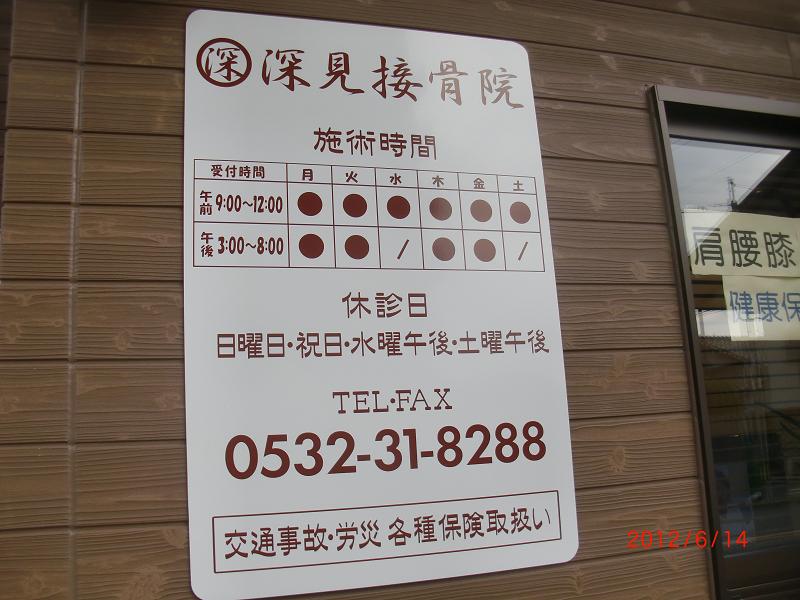 深 深見接骨院
施術時間
受付時間 月 火 水 木 金 土
午前 9:00～12:00 ● ● ● ● ● ●
午後 3:00～8:00 ● ● / ● ● /
休診日
日曜日・祝日・水曜午後・土曜午後
TEL・FAX
0532-31-8288
交通事故・労災 各種保険取扱い
肩腰膝
健康保
2012/6/14